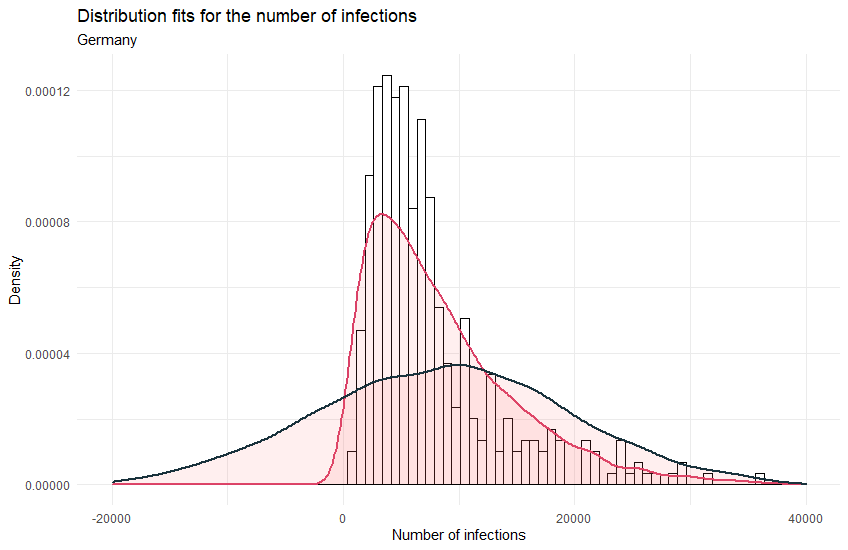 Distribution fits for the number of infections
Germany
0.00012
0.00008
0.00004
0.00000
Density
-20000 0 20000 40000
Number of infections